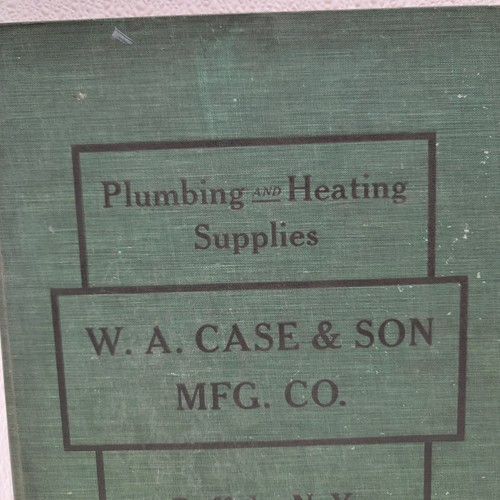 Plumbing AND Heating
Supplies
W. A. CASE & SON
MFG. CO.